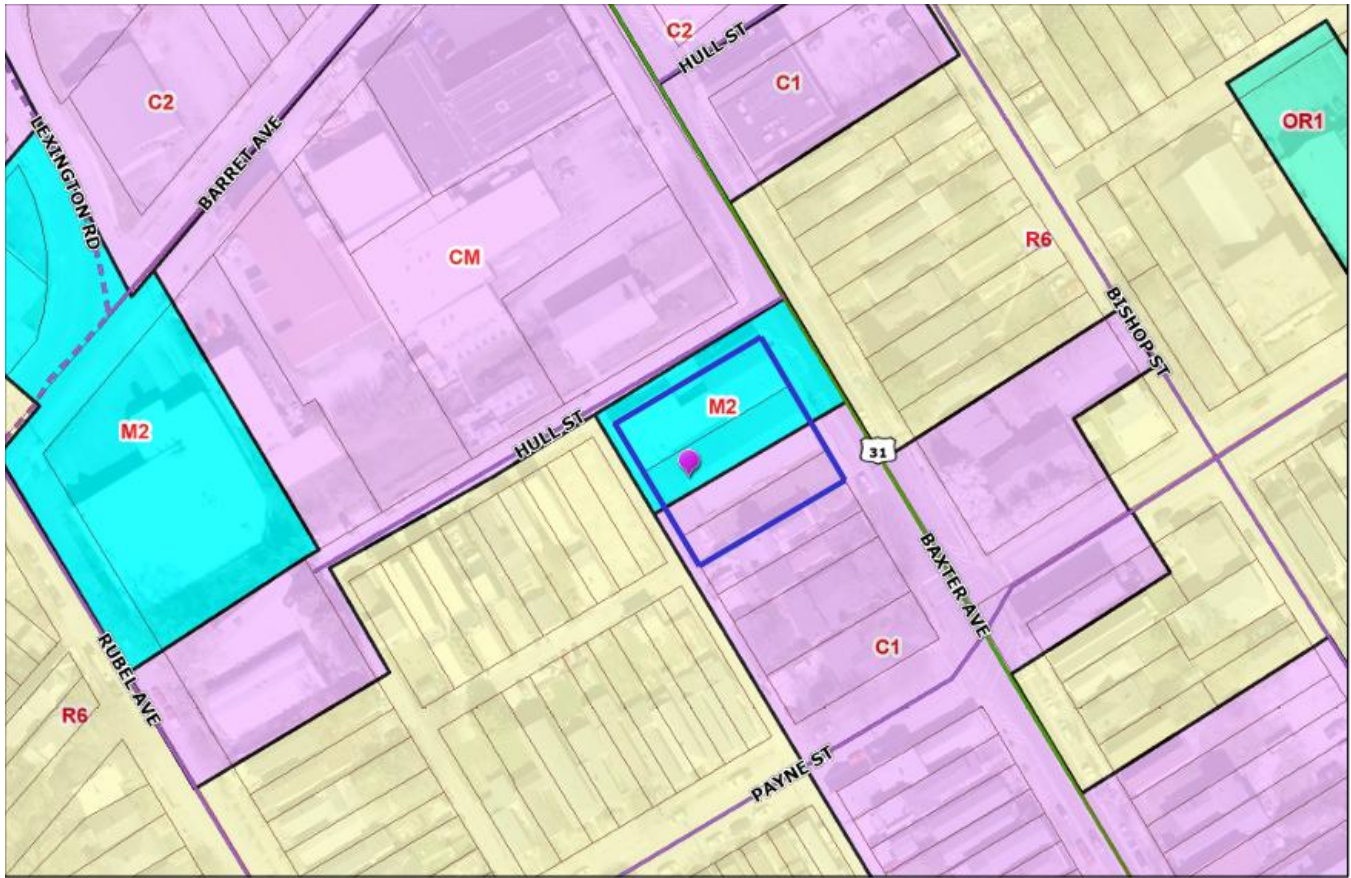 C2
HULL ST
C1
C2
OR1
LEXINGTON RD
BARRET AVE
R6
CM
BISHOP ST
M2
M2
HULL ST
31
BAXTER AVE
RUBEL AVE
C1
R6
PAYNE ST